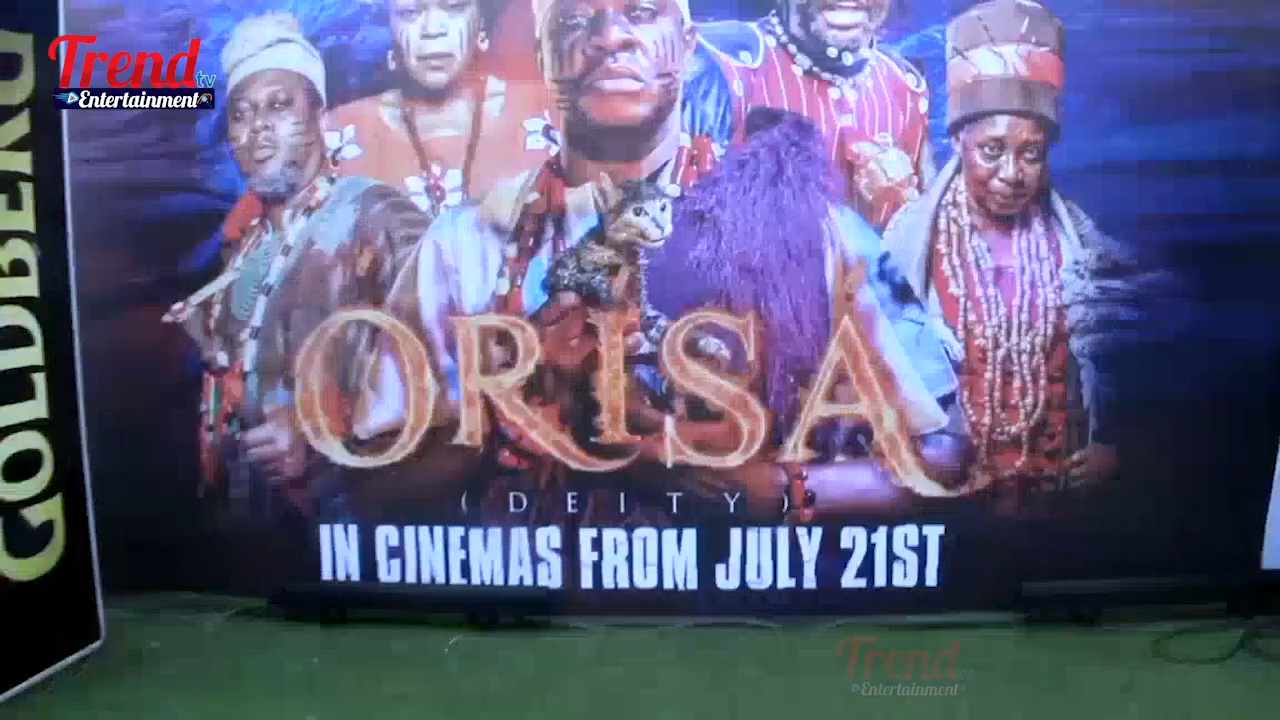 Trend tv
Entertainment
GOLDBERG
ORISA
(DEITY)
IN CINEMAS FROM JULY 21ST
Trend
Entertainment